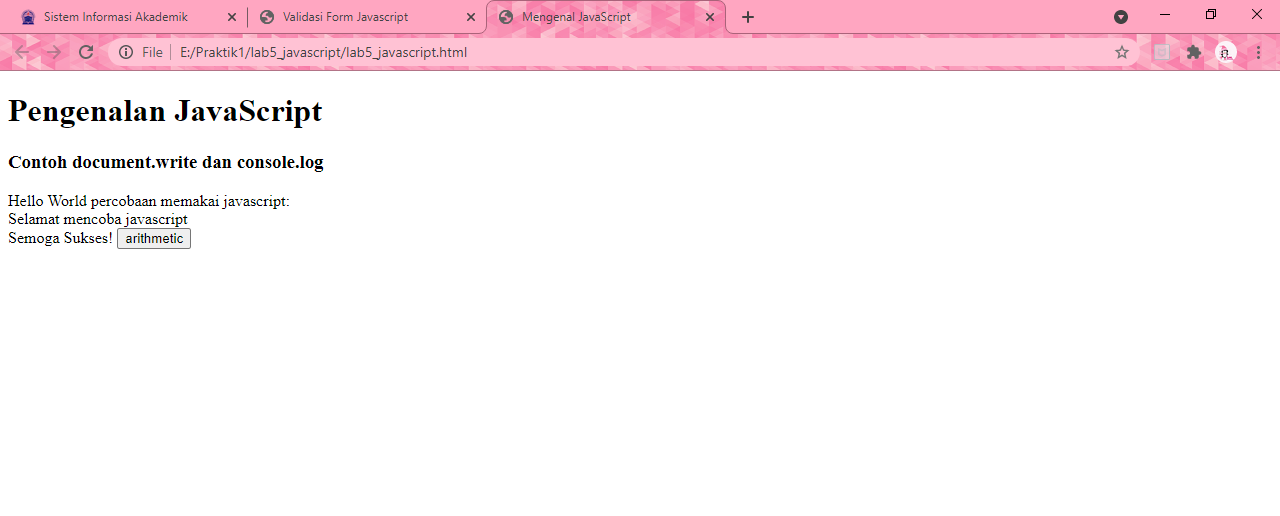 Sistem Informasi Akademik
Validasi Form Javascript
Mengenal JavaScript
File
E:/Praktik1/lab5_javascript/lab5_javascript.html
Pengenalan JavaScript
Contoh document.write dan console.log
Hello World percobaan memakai javascript:
Selamat mencoba javascript
Semoga Sukses! arithmetic